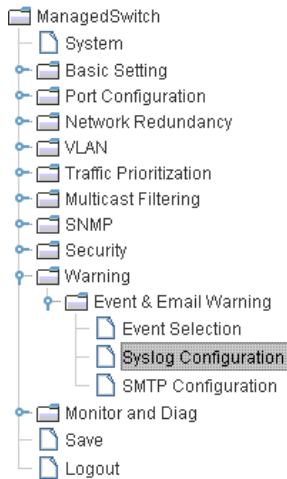 ManagedSwitch
System
Basic Setting
Port Configuration
Network Redundancy
VLAN
Traffic Prioritization
Multicast Filtering
SNMP
Security
Warning
Event & Email Warning
Event Selection
Syslog Configuration
SMTP Configuration
Monitor and Diag
Save
Logout